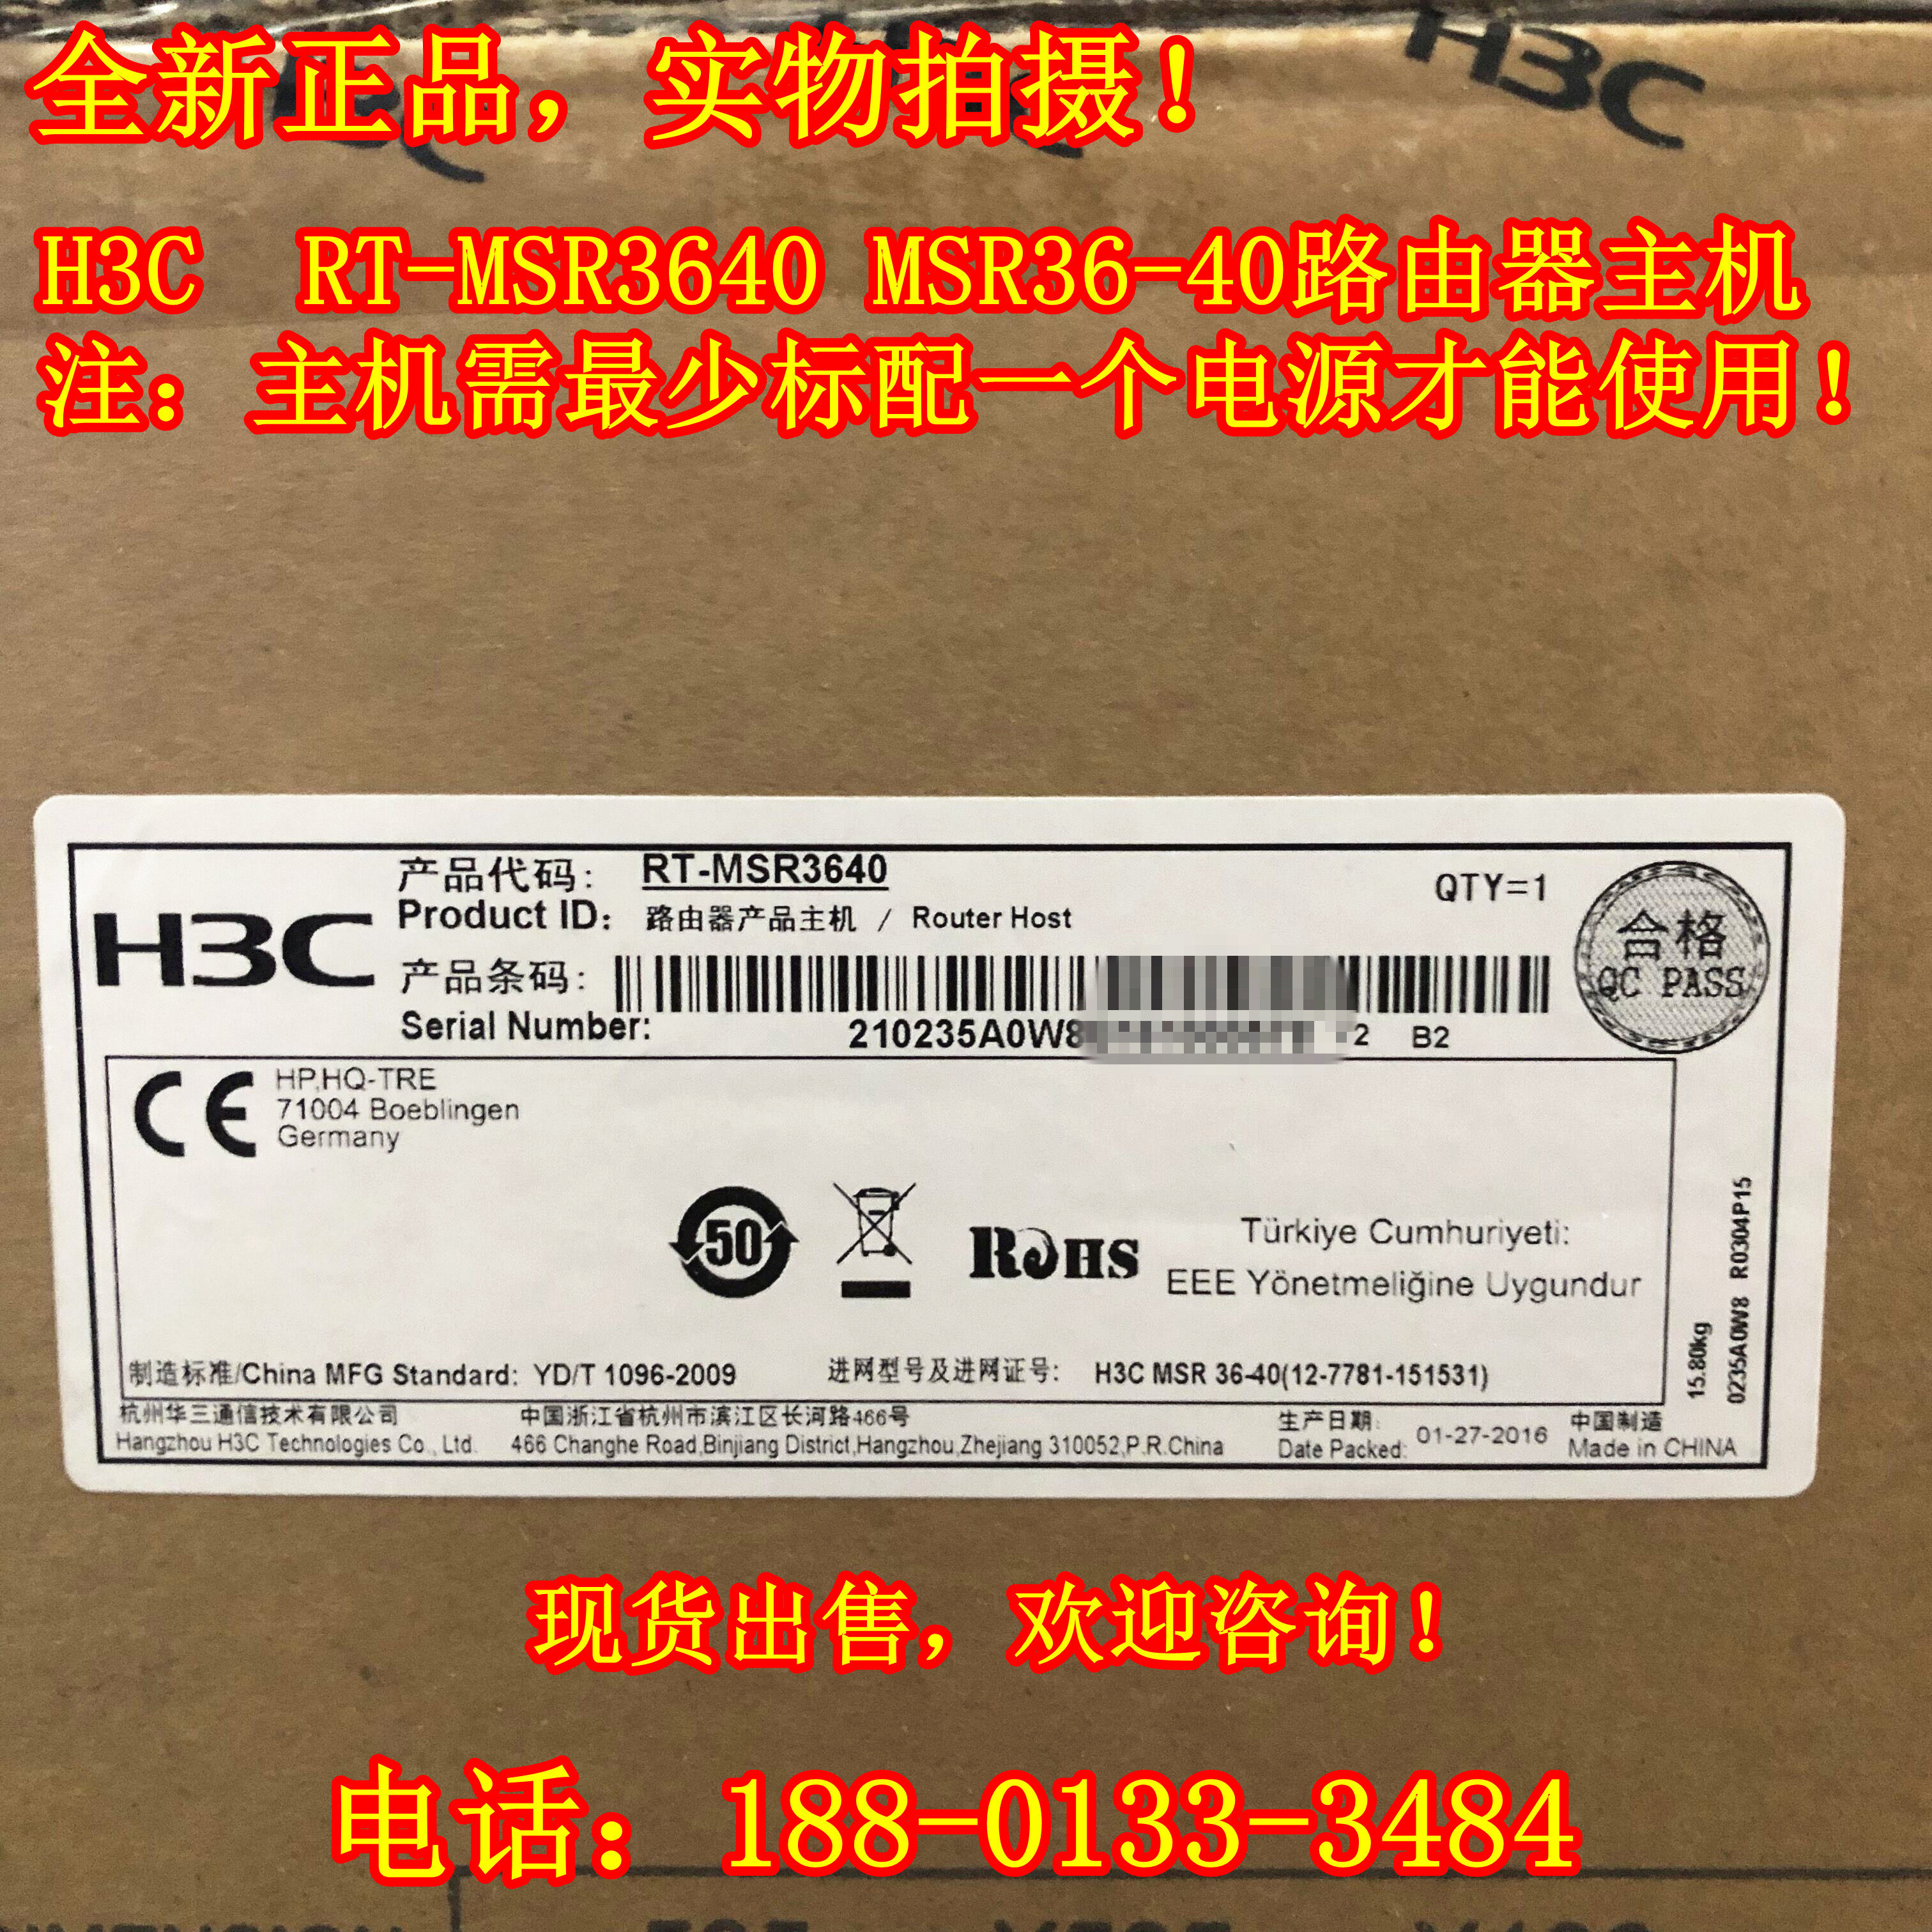 H3C
全新正品，实物拍摄！
H3C RT-MSR3640 MSR36-40路由器主机
注：主机需最少标配一个电源才能使用！
产品代码： RT-MSR3640
QTY=1
Product ID： 路由器产品主机 / Router Host
H3C
合格
QC PASS
产品条码：
Serial Number: 210235A0W8
B2
CE
HP,HQ-TRE
71004 Boeblingen
Germany
50
RoHS
Türkiye Cumhuriyeti:
EEE Yönetmeliğine Uygundur
15.80kg
0235A0W8 R0304P15
制造标准/China MFG Standard: YD/T 1096-2009 进网型号及进网证号: H3C MSR 36-40(12-7781-151531)
杭州华三通信技术有限公司 中国浙江省杭州市滨江区长河路466号 生产日期: 中国制造
Hangzhou H3C Technologies Co., Ltd. 466 Changhe Road,Binjiang District,Hangzhou,Zhejiang 310052,P.R.China Date Packed: 01-27-2016 Made in CHINA
现货出售，欢迎咨询！
电话：188-0133-3484